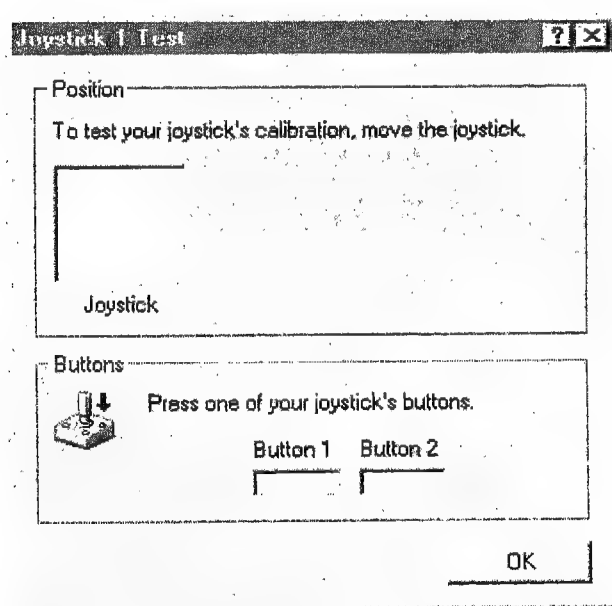 Joystick 1 Test
Position
To test your joystick's calibration, move the joystick.
Joystick
Buttons
Press one of your joystick's buttons.
Button 1 Button 2
OK